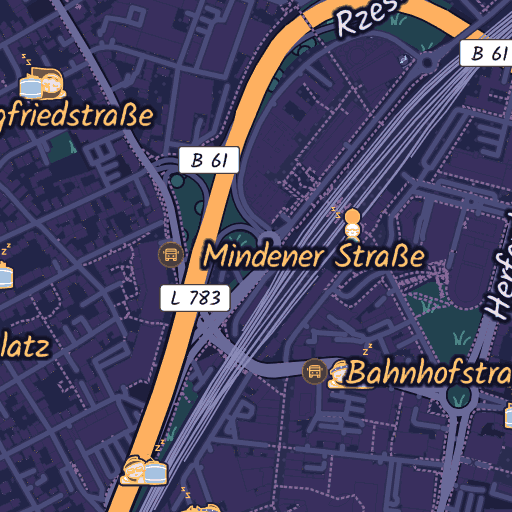 Rzes
B 61
gfriedstraße
B 61
Mindener Straße
Herfo
L 783
latz
Bahnhofstra